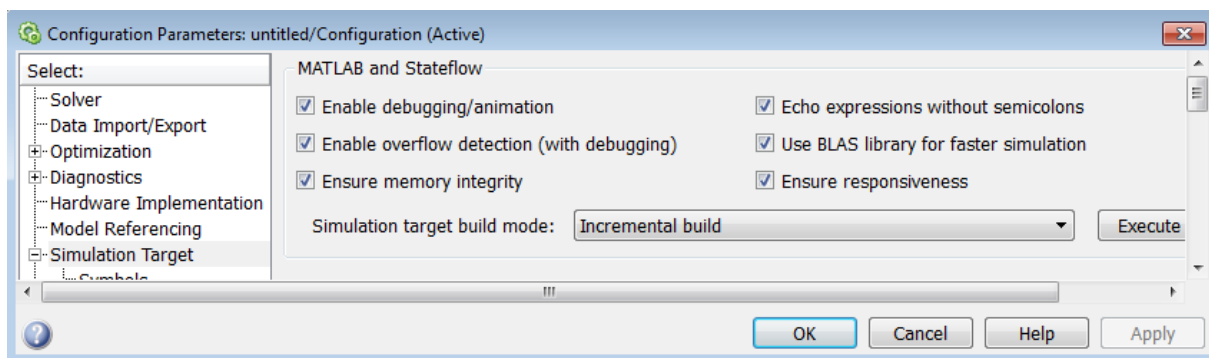 Configuration Parameters: untitled/Configuration (Active)
Select:
Solver
Data Import/Export
Optimization
Diagnostics
Hardware Implementation
Model Referencing
Simulation Target
Symbols
MATLAB and Stateflow
Enable debugging/animation
Echo expressions without semicolons
Enable overflow detection (with debugging)
Use BLAS library for faster simulation
Ensure memory integrity
Ensure responsiveness
Simulation target build mode: Incremental build Execute
OK Cancel Help Apply